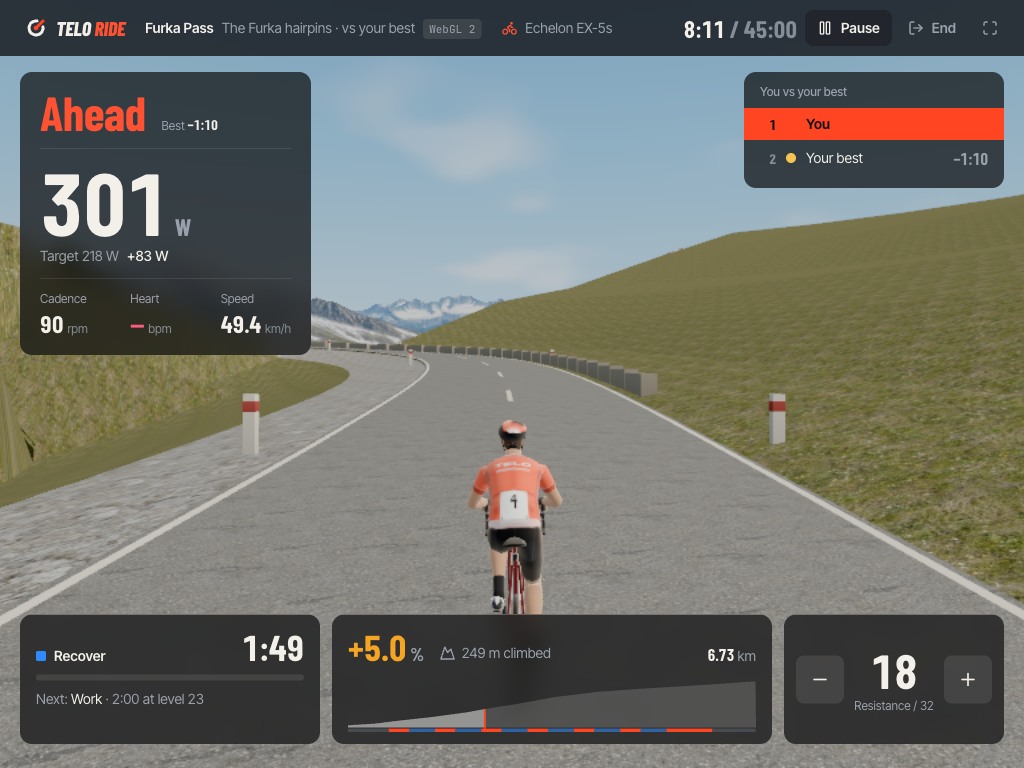 TELO RIDE Furka Pass The Furka hairpins · vs your best WebGL 2 Echelon EX-5s 8:11 / 45:00 Pause End
Ahead Best −1:10
301 W
Target 218 W +83 W
Cadence Heart Speed
90 rpm — bpm 49.4 km/h
You vs your best
1 You
2 Your best −1:10
TELO
4
Recover 1:49
Next: Work · 2:00 at level 23
+5.0 % 249 m climbed 6.73 km
− 18 +
Resistance / 32